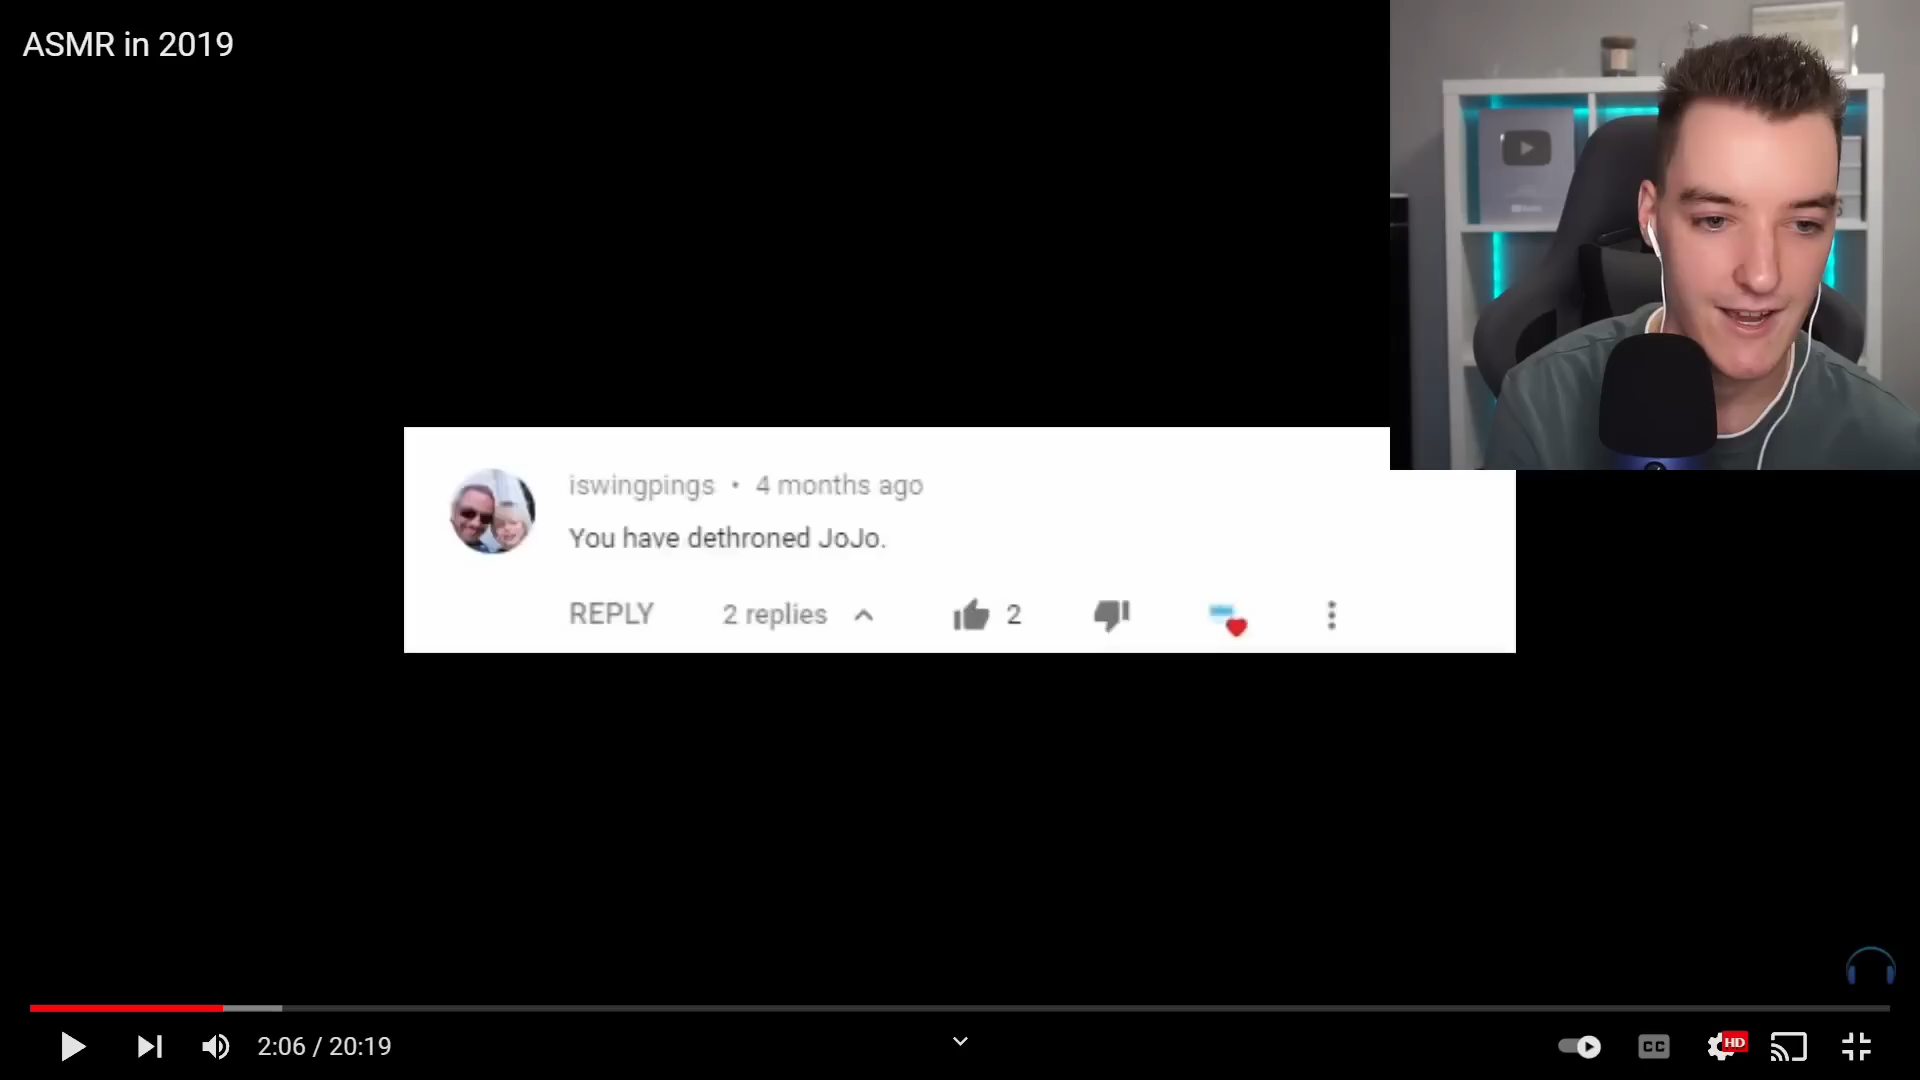 ASMR in 2019
iswingpings • 4 months ago
You have dethroned JoJo.
REPLY 2 replies 2
2:06 / 20:19
CC
HD